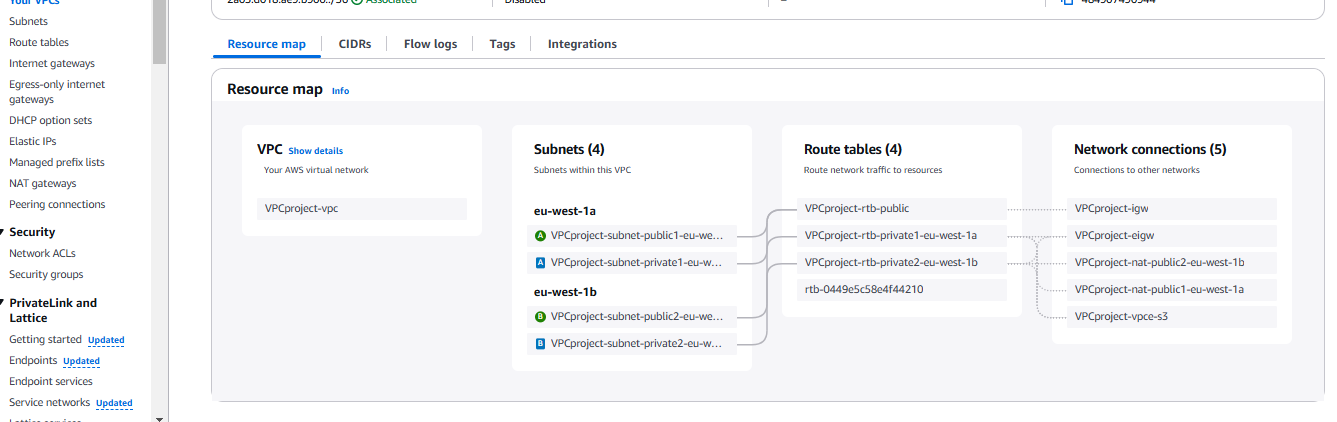 Your VPCs
Subnets
Route tables
Internet gateways
Egress-only internet
gateways
DHCP option sets
Elastic IPs
Managed prefix lists
NAT gateways
Peering connections
Security
Network ACLs
Security groups
PrivateLink and
Lattice
Getting started Updated
Endpoints Updated
Endpoint services
Service networks Updated
Associated
Disabled
Resource map
CIDRs
Flow logs
Tags
Integrations
Resource map Info
VPC Show details
Your AWS virtual network
VPCproject-vpc
Subnets (4)
Subnets within this VPC
eu-west-1a
A VPCproject-subnet-public1-eu-we...
A VPCproject-subnet-private1-eu-w...
eu-west-1b
B VPCproject-subnet-public2-eu-we...
B VPCproject-subnet-private2-eu-w...
Route tables (4)
Route network traffic to resources
VPCproject-rtb-public
VPCproject-rtb-private1-eu-west-1a
VPCproject-rtb-private2-eu-west-1b
rtb-0449e5c58e4f44210
Network connections (5)
Connections to other networks
VPCproject-igw
VPCproject-eigw
VPCproject-nat-public2-eu-west-1b
VPCproject-nat-public1-eu-west-1a
VPCproject-vpce-s3